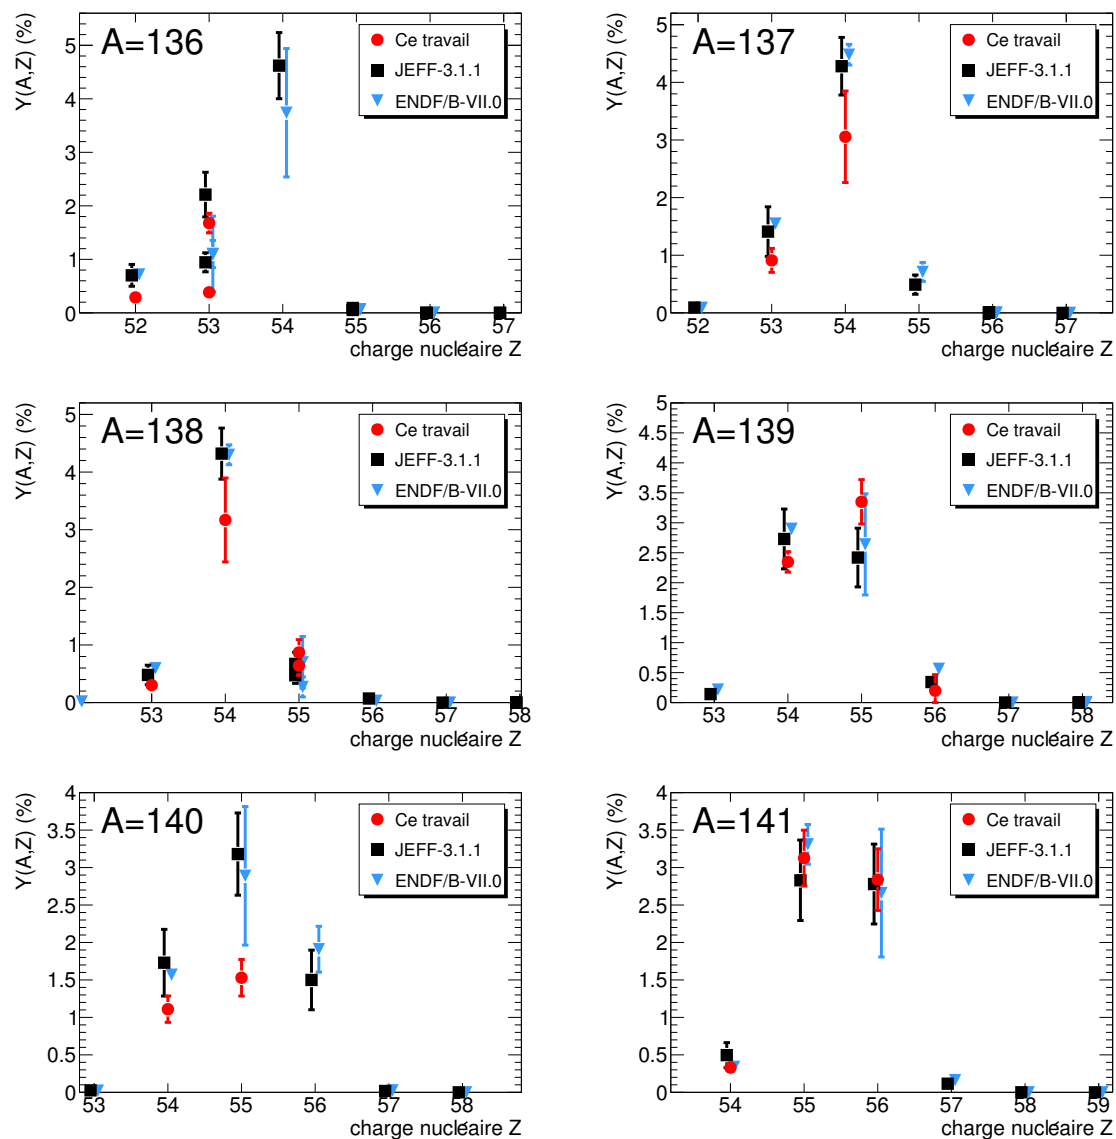 A=136
Y(A,Z) (%)
Ce travail
JEFF-3.1.1
ENDF/B-VII.0
5
4
3
2
1
0
52 53 54 55 56 57
charge nucléaire Z
A=137
Y(A,Z) (%)
Ce travail
JEFF-3.1.1
ENDF/B-VII.0
5
4
3
2
1
0
52 53 54 55 56 57
charge nucléaire Z
A=138
Y(A,Z) (%)
Ce travail
JEFF-3.1.1
ENDF/B-VII.0
5
4
3
2
1
0
53 54 55 56 57 58
charge nucléaire Z
A=139
Y(A,Z) (%)
Ce travail
JEFF-3.1.1
ENDF/B-VII.0
5
4.5
4
3.5
3
2.5
2
1.5
1
0.5
0
53 54 55 56 57 58
charge nucléaire Z
A=140
Y(A,Z) (%)
Ce travail
JEFF-3.1.1
ENDF/B-VII.0
4
3.5
3
2.5
2
1.5
1
0.5
0
53 54 55 56 57 58
charge nucléaire Z
A=141
Y(A,Z) (%)
Ce travail
JEFF-3.1.1
ENDF/B-VII.0
4
3.5
3
2.5
2
1.5
1
0.5
0
54 55 56 57 58 59
charge nucléaire Z